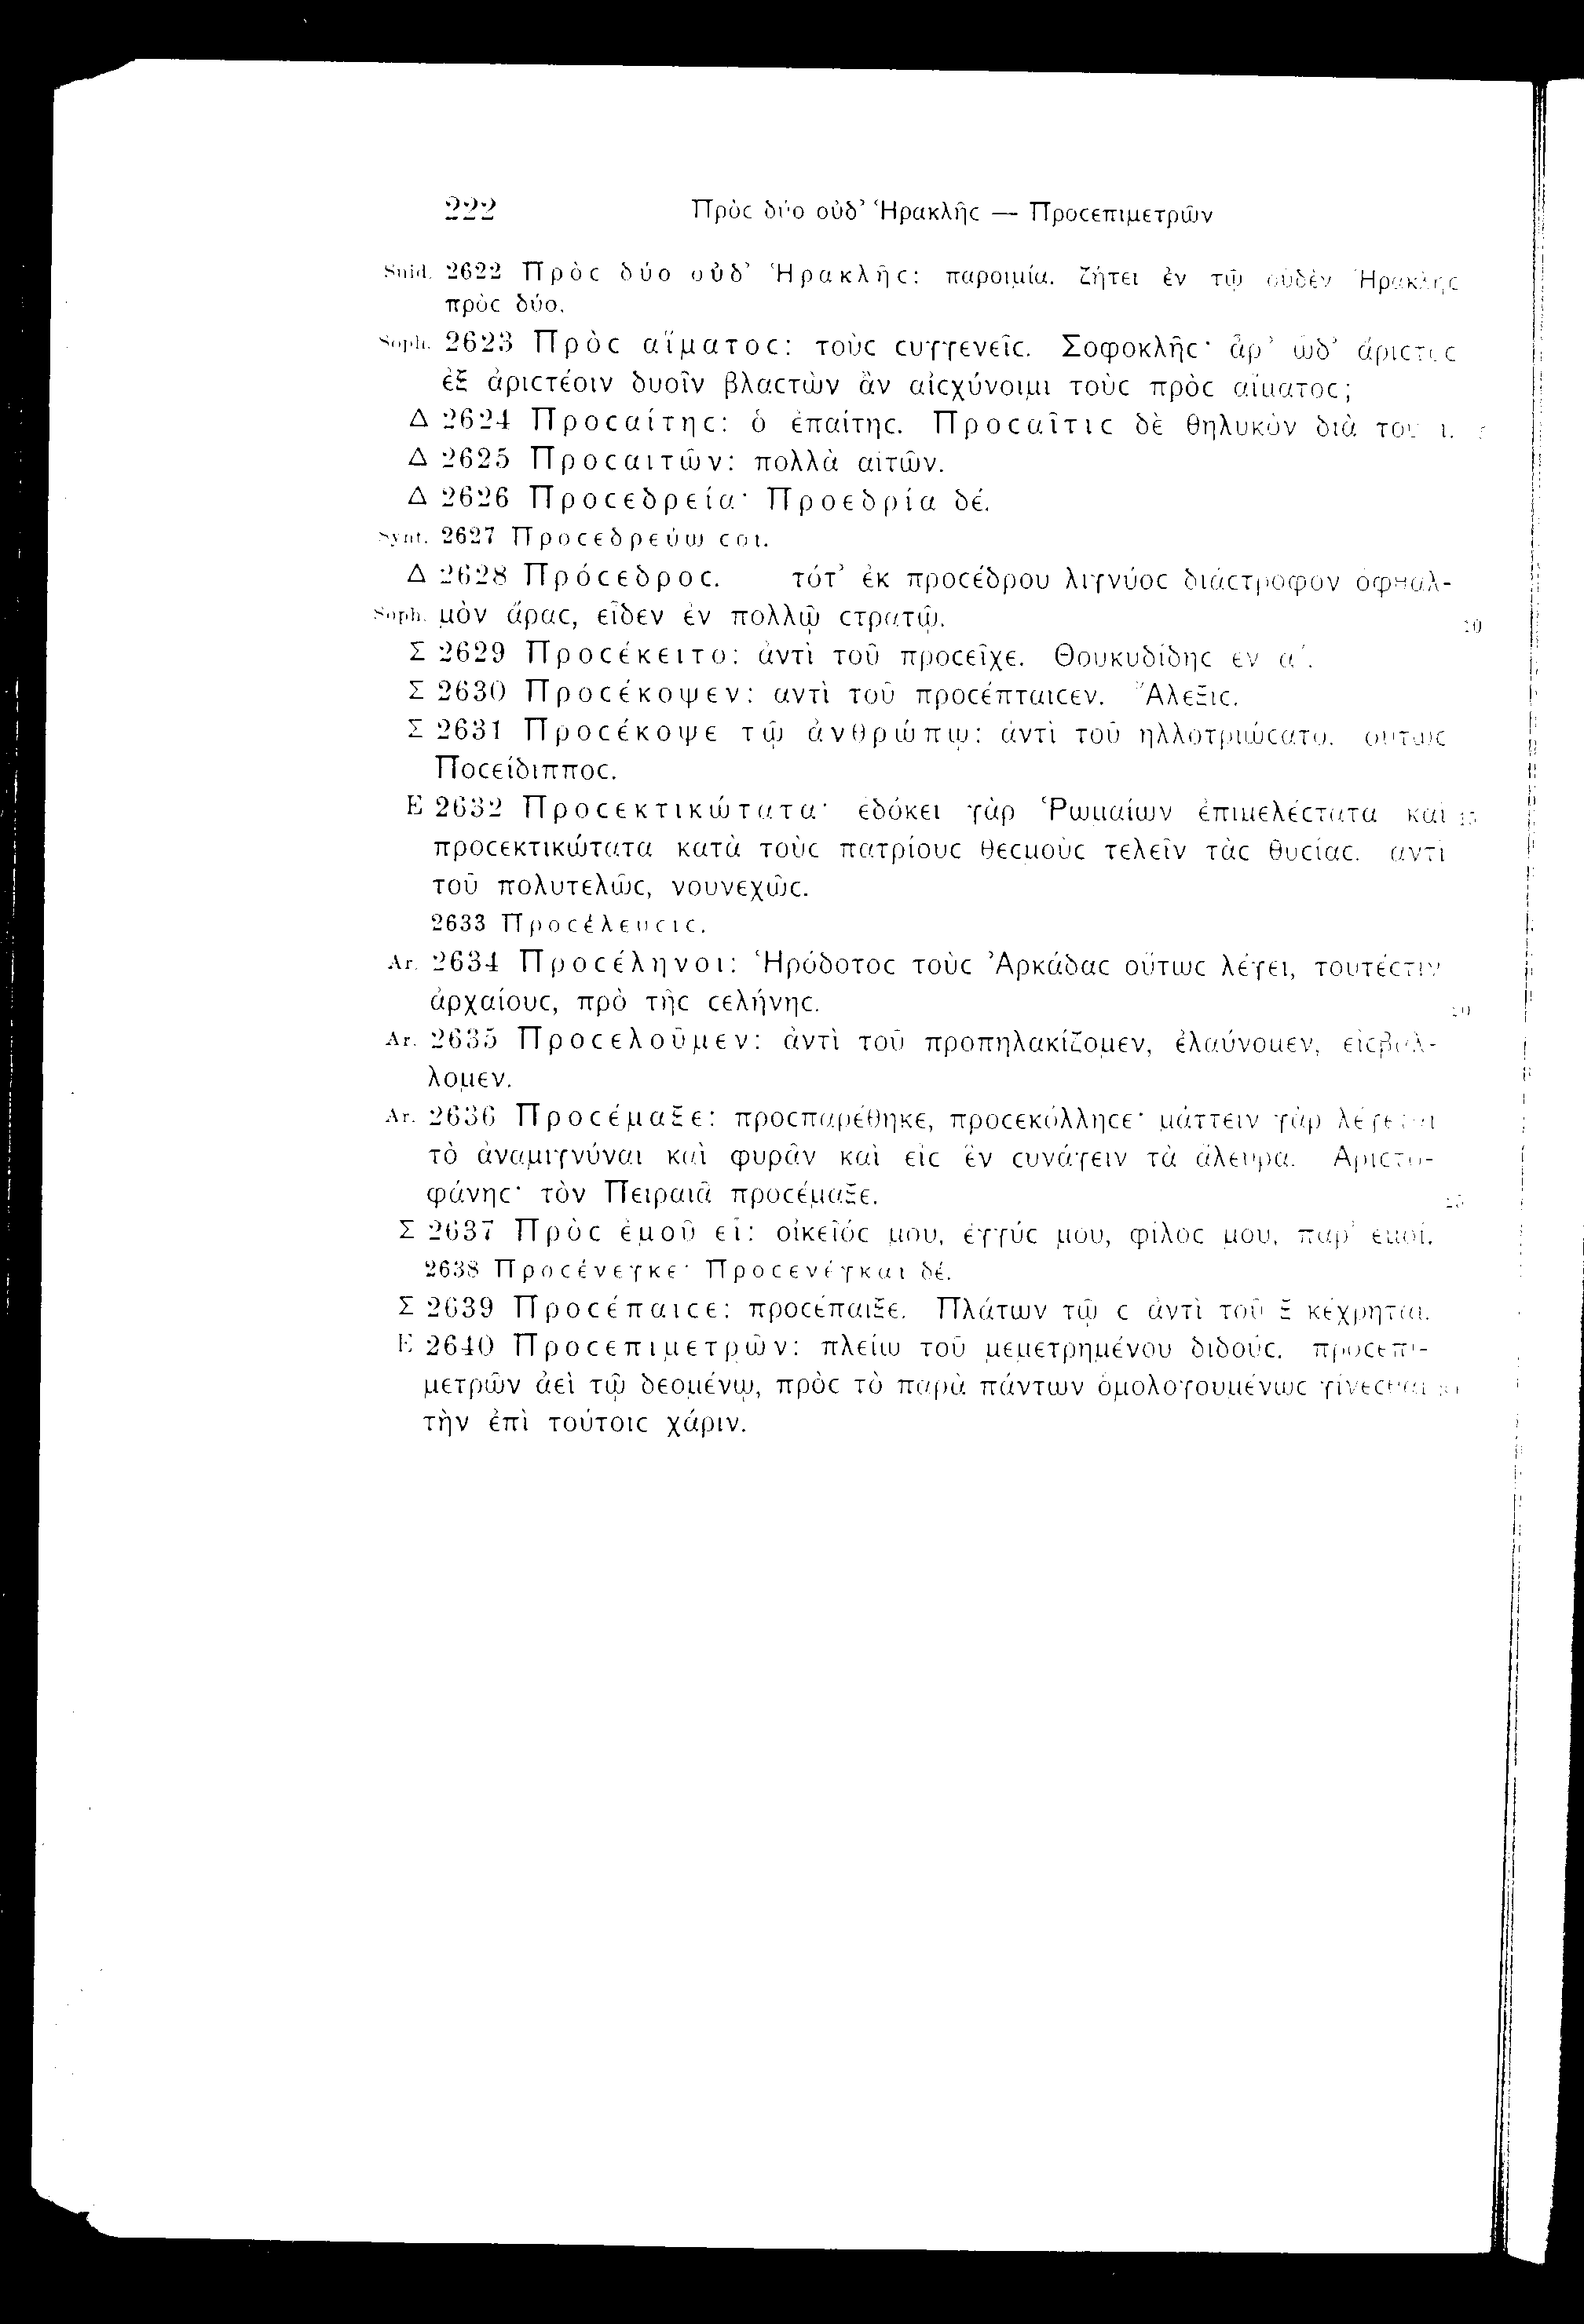 222 Πρὸϲ δύο οὐδ’ Ἡρακλῆϲ — Προϲεπιμετρῶν
Suid. 2622 Πρὸϲ δύο οὐδ’ Ἡρακλῆϲ: παροιμία. ζήτει ἐν τῷ οὐδὲν Ἡρακλῆϲ
πρὸϲ δύο.
Soph. 2623 Πρὸϲ αἵματοϲ: τοὺϲ ϲυγγενεῖϲ. Σοφοκλῆϲ· ἆρ’ ὧδ’ ἄριϲτοϲ
ἐξ ἀριϲτέοιν δυοῖν βλαϲτὼν ἂν αἰϲχύνοιμι τοὺϲ πρὸϲ αἵματοϲ;
Δ 2624 Προϲαίτηϲ: ὁ ἐπαίτηϲ. Προϲαῖτιϲ δὲ θηλυκὸν διὰ τοῦ ι. 5
Δ 2625 Προϲαιτῶν: πολλὰ αἰτῶν.
Δ 2626 Προϲεδρεία· Προεδρία δέ.
Synt. 2627 Προϲεδρεύω ϲοι.
Δ 2628 Πρόϲεδροϲ. τότ’ ἐκ προϲέδρου λιγνύοϲ διάϲτροφον ὀφθαλ-
Soph. μὸν ἄραϲ, εἶδεν ἐν πολλῷ ϲτρατῷ. 10
Σ 2629 Προϲέκειτο: ἀντὶ τοῦ προϲεῖχε. Θουκυδίδηϲ ἐν α΄.
Σ 2630 Προϲέκοψεν: ἀντὶ τοῦ προϲέπταιϲεν. Ἄλεξιϲ.
Σ 2631 Προϲέκοψε τῷ ἀνθρώπῳ: ἀντὶ τοῦ ἠλλοτριώϲατο. οὕτωϲ
Ποϲείδιπποϲ.
Ε 2632 Προϲεκτικώτατα· ἐδόκει γὰρ Ῥωμαίων ἐπιμελέϲτατα καὶ 15
προϲεκτικώτατα κατὰ τοὺϲ πατρίουϲ θεϲμοὺϲ τελεῖν τὰϲ θυϲίαϲ. ἀντὶ
τοῦ πολυτελῶϲ, νουνεχῶϲ.
2633 Προϲέλευϲιϲ.
Ar. 2634 Προϲέληνοι: Ἡρόδοτοϲ τοὺϲ Ἀρκάδαϲ οὕτωϲ λέγει, τουτέϲτιν
ἀρχαίουϲ, πρὸ τῆϲ ϲελήνηϲ. 20
Ar. 2635 Προϲελοῦμεν: ἀντὶ τοῦ προπηλακίζομεν, ἐλαύνομεν, εἰϲβάλ-
λομεν.
Ar. 2636 Προϲέμαξε: προϲπαρέθηκε, προϲεκόλληϲε· μάττειν γὰρ λέγεται
τὸ ἀναμιγνύναι καὶ φυρᾶν καὶ εἰϲ ἓν ϲυνάγειν τὰ ἄλευρα. Ἀριϲτο-
φάνηϲ· τὸν Πειραιᾶ προϲέμαξε. 25
Σ 2637 Πρὸϲ ἐμοῦ εἶ: οἰκεῖόϲ μου, ἐγγύϲ μου, φίλοϲ μου, παρ’ ἐμοί.
2638 Προϲένεγκε· Προϲενέγκαι δέ.
Σ 2639 Προϲέπαιϲε: προϲέπαιξε. Πλάτων τῷ ϲ ἀντὶ τοῦ ξ κέχρηται.
Ε 2640 Προϲεπιμετρῶν: πλείω τοῦ μεμετρημένου διδούϲ. προϲεπι-
μετρῶν ἀεὶ τῷ δεομένῳ, πρὸϲ τὸ παρὰ πάντων ὁμολογουμένωϲ γίνεϲθαι 30
τὴν ἐπὶ τούτοιϲ χάριν.